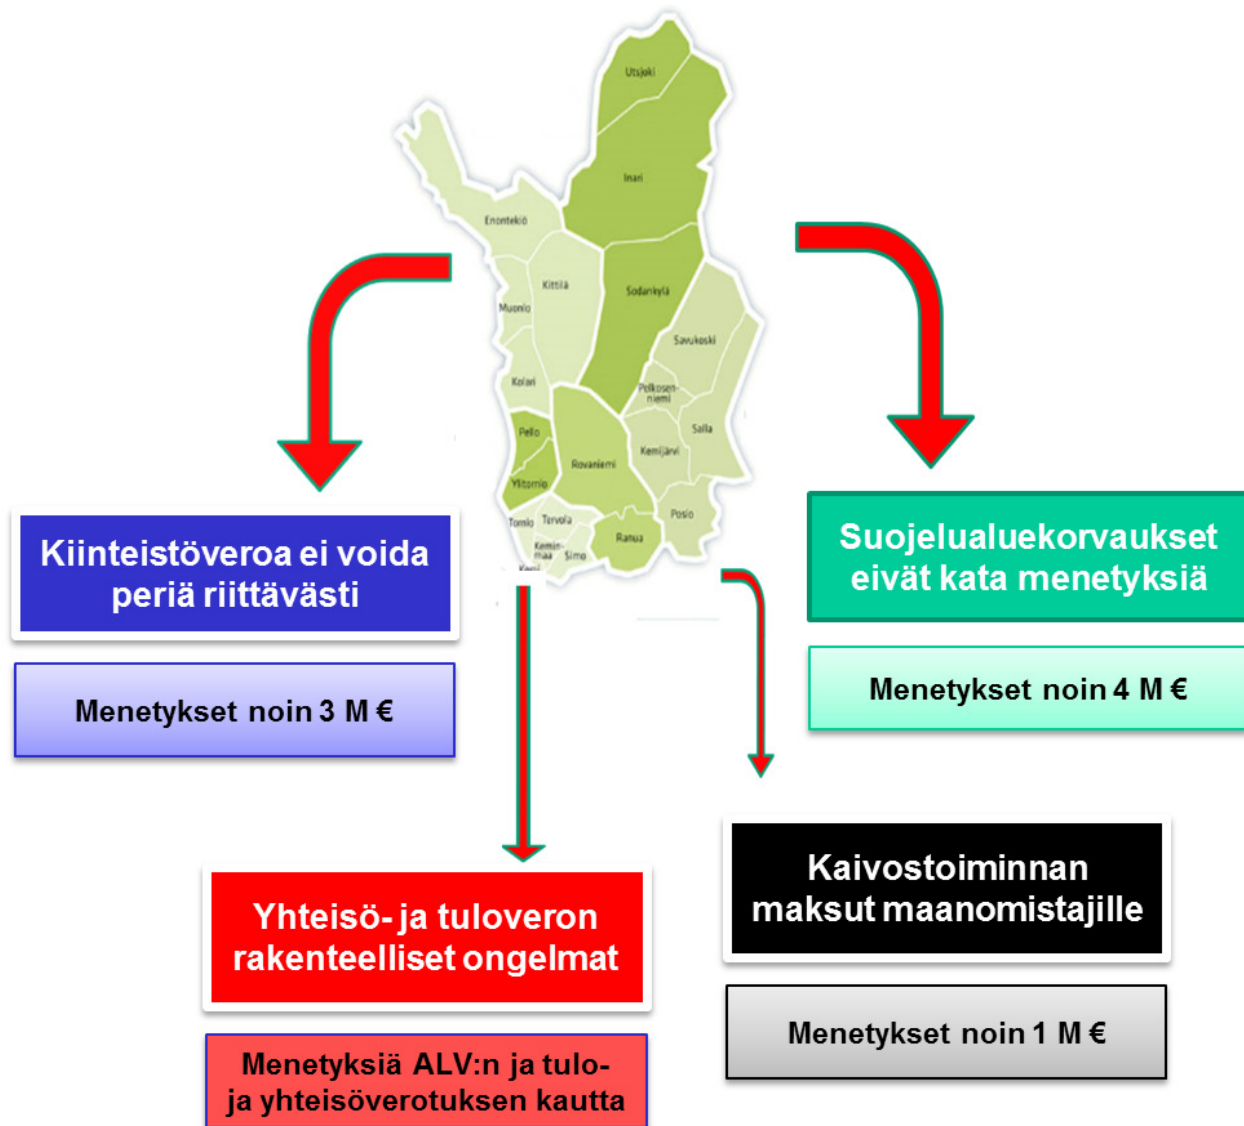 Utsjoki
Inari
Enontekiö
Kittilä
Sodankylä
Muonio
Savukoski
Kolari
Pelkosen-
niemi
Salla
Pello
Kemijärvi
Rovaniemi
Ylitornio
Posio
Tornio
Tervola
Ranua
Kemin-
maa
Simo
Kemi
Kiinteistöveroa ei voida
periä riittävästi
Menetykset noin 3 M €
Suojelualuekorvaukset
eivät kata menetyksiä
Menetykset noin 4 M €
Yhteisö- ja tuloveron
rakenteelliset ongelmat
Menetyksiä ALV:n ja tulo-
ja yhteisöverotuksen kautta
Kaivostoiminnan
maksut maanomistajille
Menetykset noin 1 M €